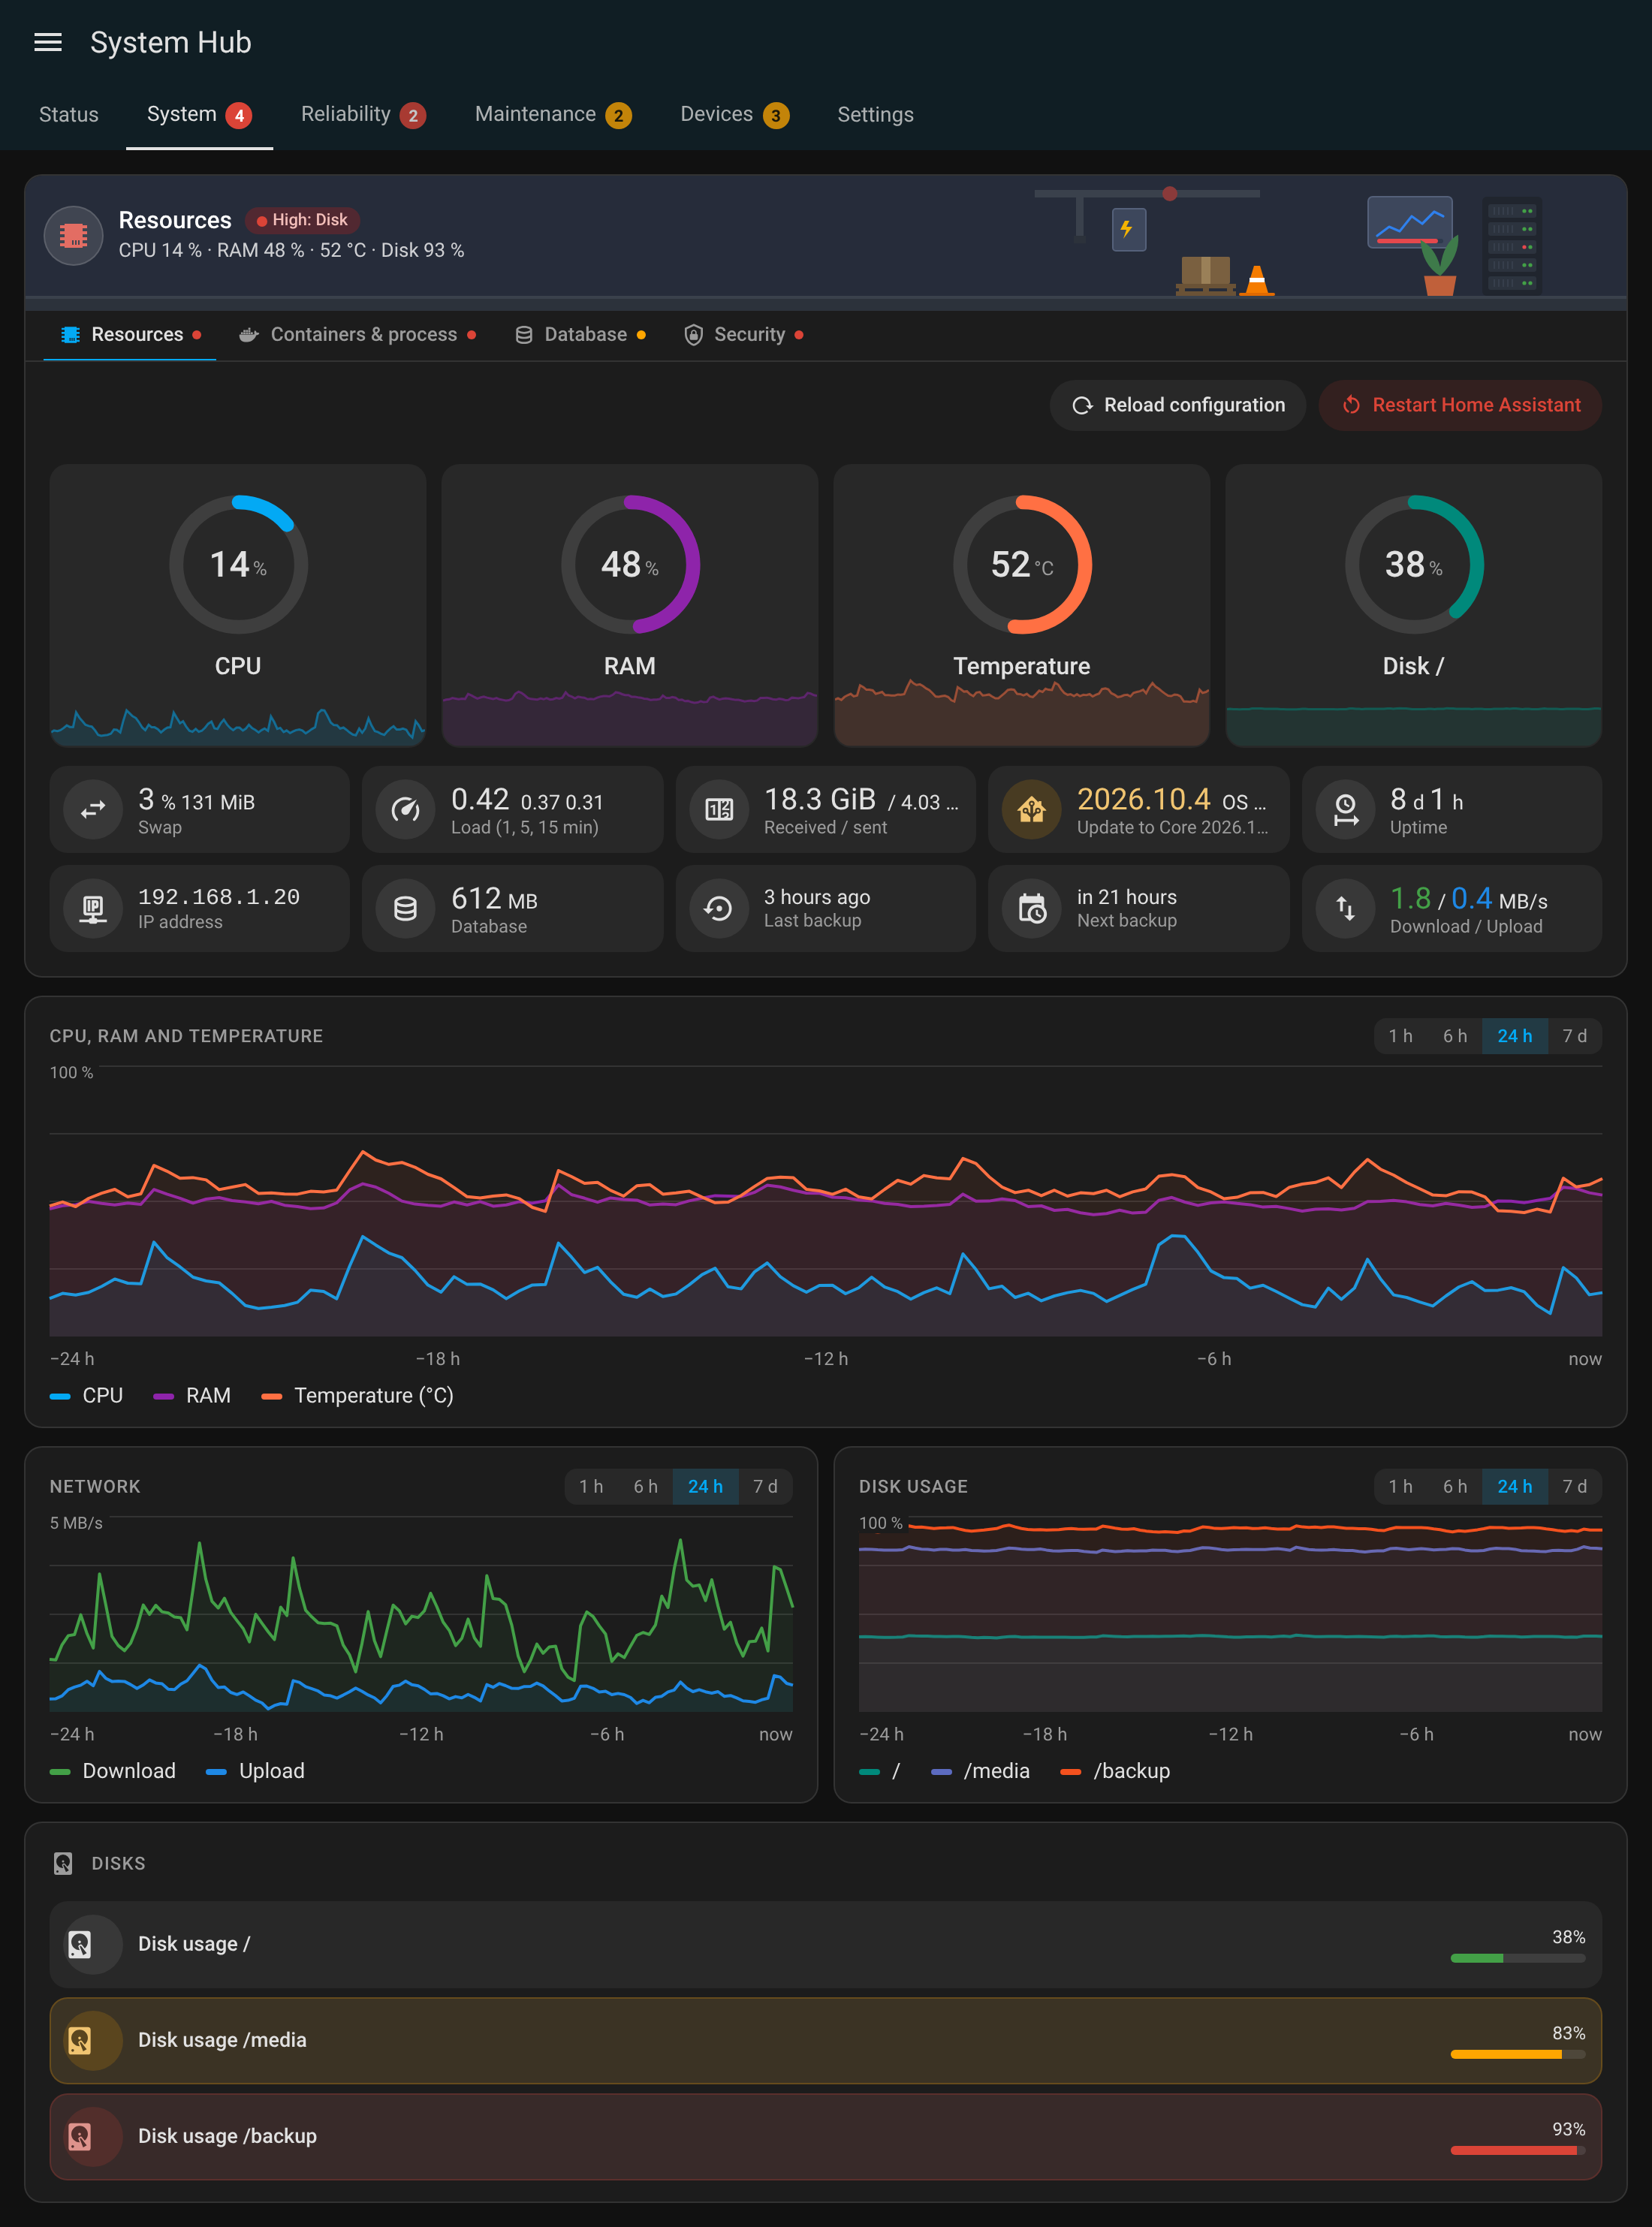 System Hub
Status
System 4
Reliability 2
Maintenance 2
Devices 3
Settings
Resources
High: Disk
CPU 14 % · RAM 48 % · 52 °C · Disk 93 %
Resources
Containers & process
Database
Security
Reload configuration
Restart Home Assistant
14 %
CPU
48 %
RAM
52 °C
Temperature
38 %
Disk /
3 % 131 MiB
Swap
0.42 0.37 0.31
Load (1, 5, 15 min)
18.3 GiB / 4.03 ...
Received / sent
2026.10.4 OS ...
Update to Core 2026.1...
8 d 1 h
Uptime
192.168.1.20
IP address
612 MB
Database
3 hours ago
Last backup
in 21 hours
Next backup
1.8 / 0.4 MB/s
Download / Upload
CPU, RAM AND TEMPERATURE
1 h 6 h 24 h 7 d
100 %
−24 h −18 h −12 h −6 h now
CPU RAM Temperature (°C)
NETWORK
1 h 6 h 24 h 7 d
5 MB/s
−24 h −18 h −12 h −6 h now
Download Upload
DISK USAGE
1 h 6 h 24 h 7 d
100 %
−24 h −18 h −12 h −6 h now
/ /media /backup
DISKS
Disk usage /
38%
Disk usage /media
83%
Disk usage /backup
93%